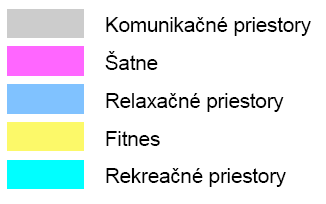 Komunikačné priestory
Šatne
Relaxačné priestory
Fitnes
Rekreačné priestory